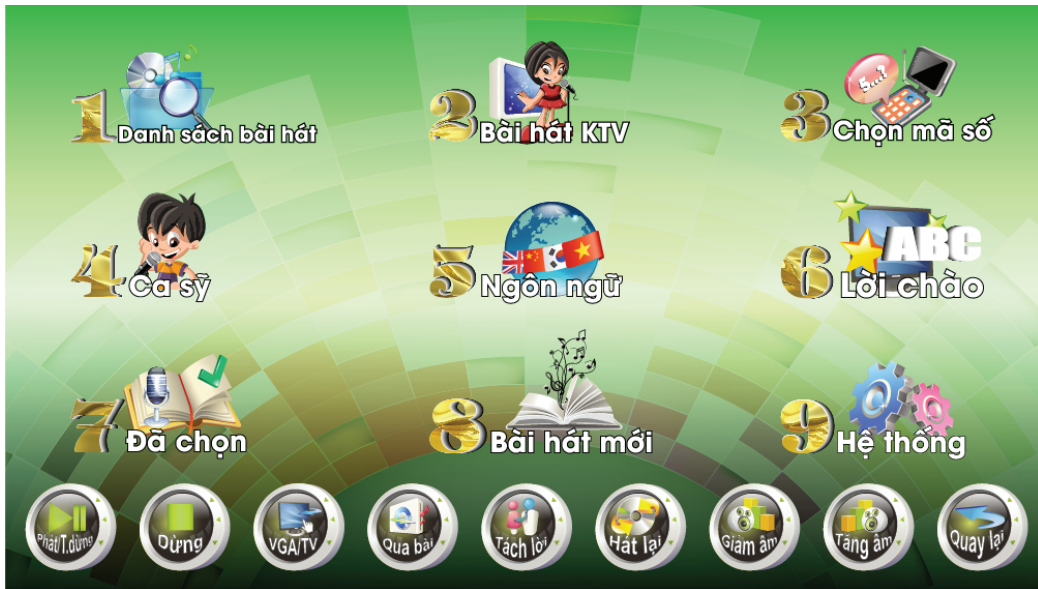 1 Danh sách bài hát
2 Bài hát KTV
3 5...? Chọn mã số
4 Ca sỹ
5 Ngôn ngữ
6 ABC Lời chào
7 Đã chọn
8 Bài hát mới
9 Hệ thống
Phát/T.dừng
Dừng
VGA/TV
Qua bài
Tách lời
Hát lại
Giảm âm
Tăng âm
Quay lại